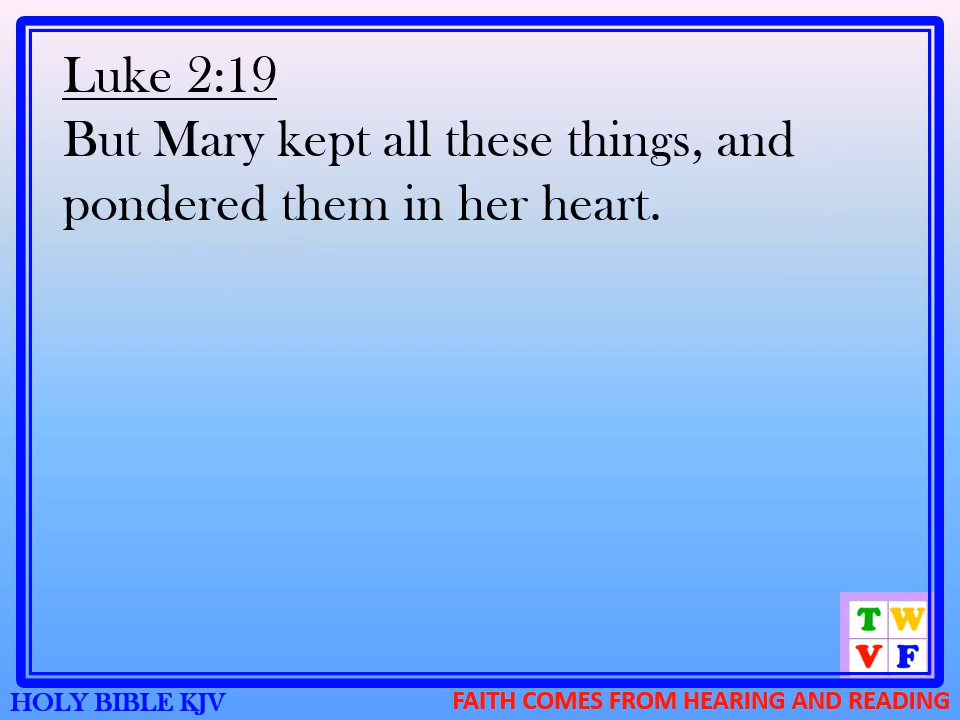 Luke 2:19
But Mary kept all these things, and
pondered them in her heart.
T W
V F
HOLY BIBLE KJV
FAITH COMES FROM HEARING AND READING